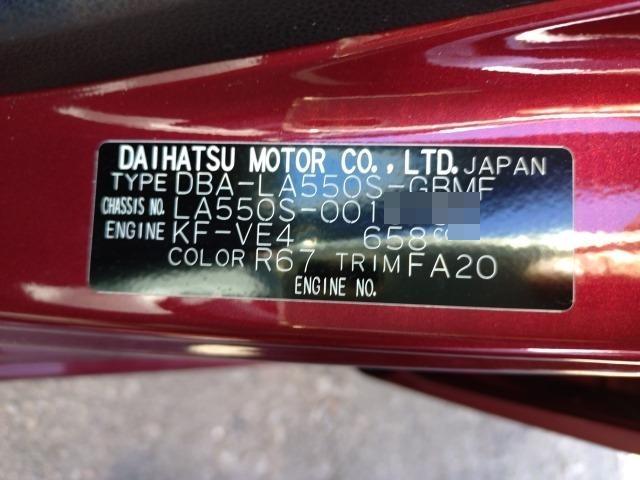 DAIHATSU MOTOR CO., LTD. JAPAN
TYPE DBA-LA550S-GBMF
CHASSIS NO. LA550S-001
ENGINE KF-VE4 658
COLOR R67 TRIM FA20
ENGINE NO.